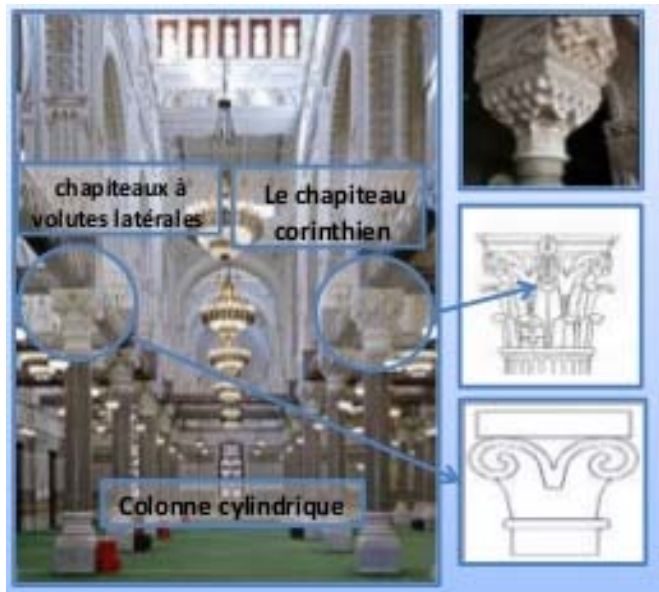 chapiteaux à
volutes latérales
Le chapiteau
corinthien
Colonne cylindrique